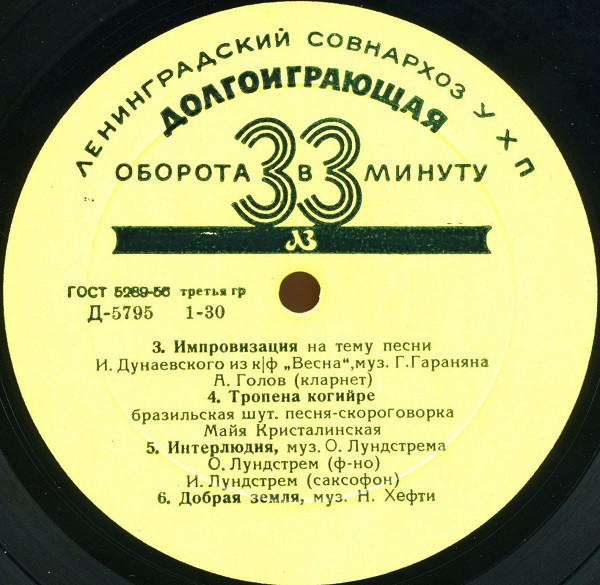 ЛЕНИНГРАДСКИЙ СОВНАРХОЗ УХП
ДОЛГОИГРАЮЩАЯ
ОБОРОТА 33 В МИНУТУ
ЛЗ
ГОСТ 5289-56 третья гр
Д-5795 1-30
3. Импровизация на тему песни
И. Дунаевского из к|ф „Весна“, муз. Г. Гараняна
А. Голов (кларнет)
4. Тропена когийре
бразильская шут. песня-скороговорка
Майя Кристалинская
5. Интерлюдия, муз. О. Лундстрема
О. Лундстрем (ф-но)
И. Лундстрем (саксофон)
6. Добрая земля, муз. Н. Хефти